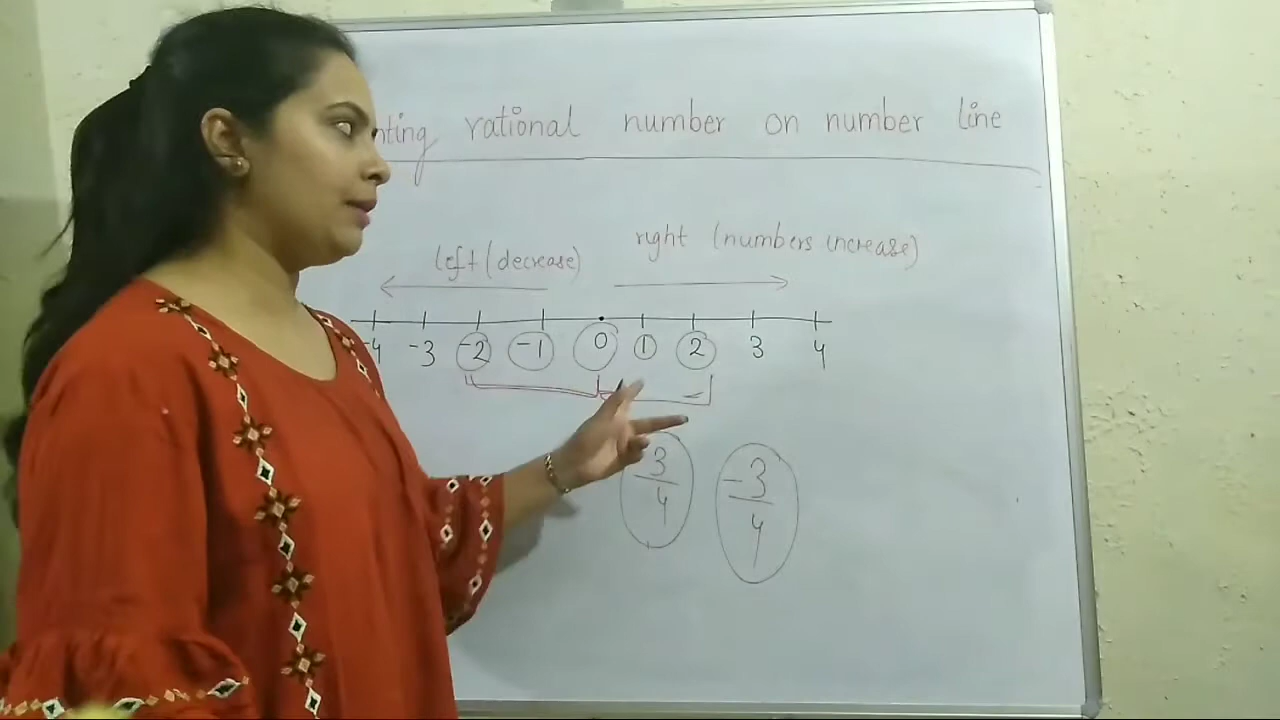 nting rational number on number line
left (decrease) right (numbers increase)
-4 -3 -2 -1 0 1 2 3 4
3 -3
4 4